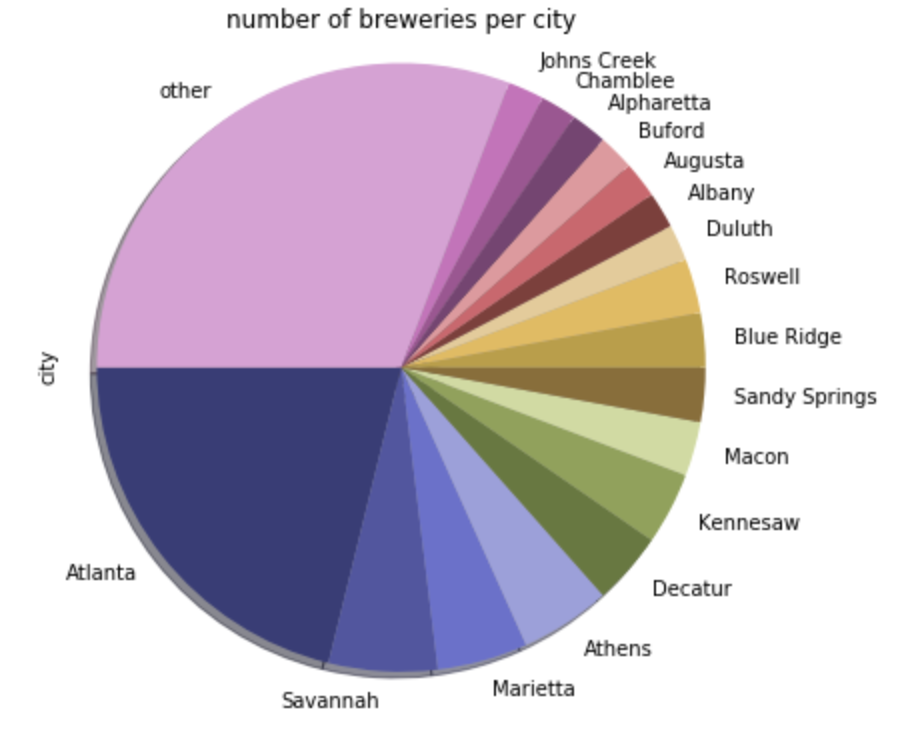 number of breweries per city
Johns Creek
Chamblee
other
Alpharetta
Buford
Augusta
Albany
Duluth
Roswell
Blue Ridge
city
Sandy Springs
Macon
Kennesaw
Atlanta
Decatur
Athens
Marietta
Savannah